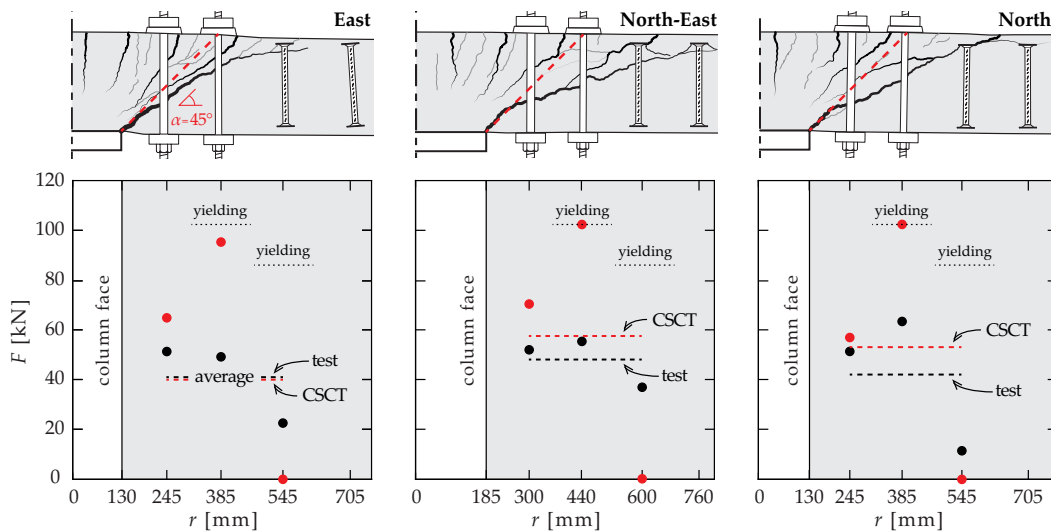 East
North-East
North
α=45°
F [kN]
120
100
80
60
40
20
0
column face
yielding
yielding
test
average
CSCT
0 130 245 385 545 705
r [mm]
column face
yielding
yielding
CSCT
test
0 185 300 440 600 760
r [mm]
column face
yielding
yielding
CSCT
test
0 130 245 385 545 705
r [mm]